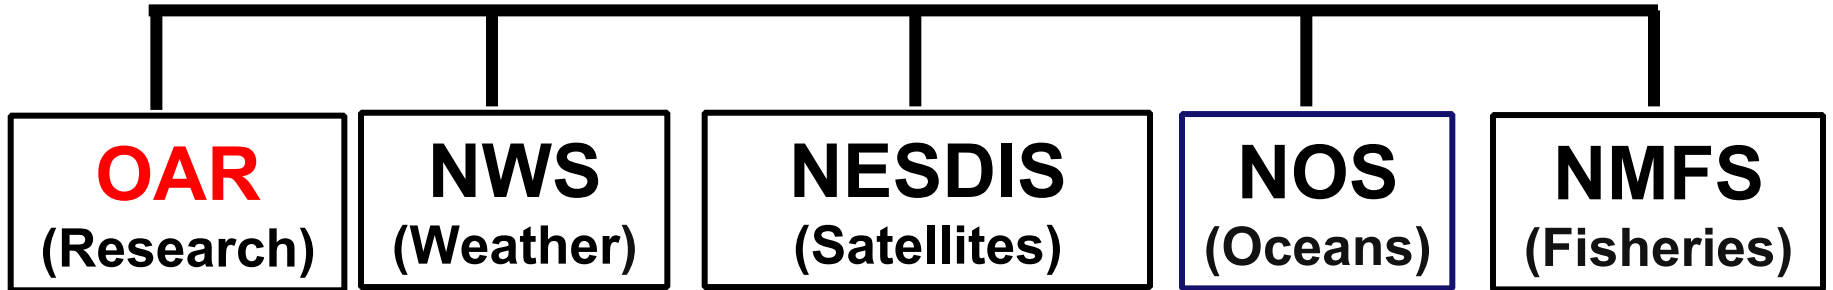 OAR
(Research)
NWS
(Weather)
NESDIS
(Satellites)
NOS
(Oceans)
NMFS
(Fisheries)